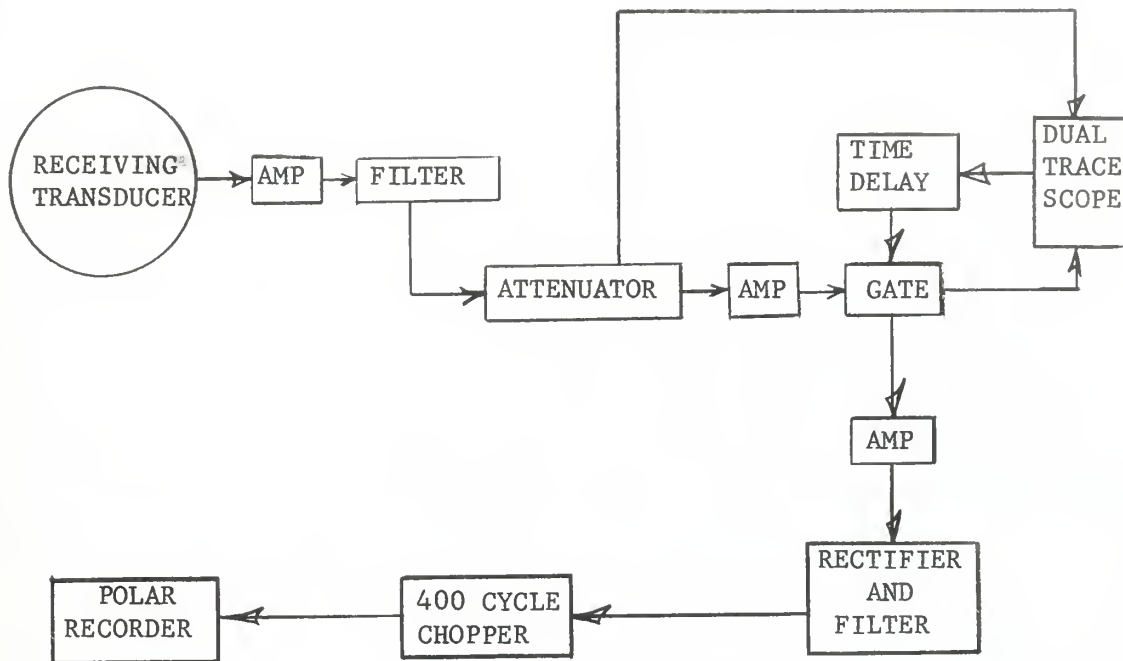 RECEIVING
TRANSDUCER
AMP
FILTER
ATTENUATOR
AMP
TIME
DELAY
GATE
DUAL
TRACE
SCOPE
AMP
RECTIFIER
AND
FILTER
400 CYCLE
CHOPPER
POLAR
RECORDER